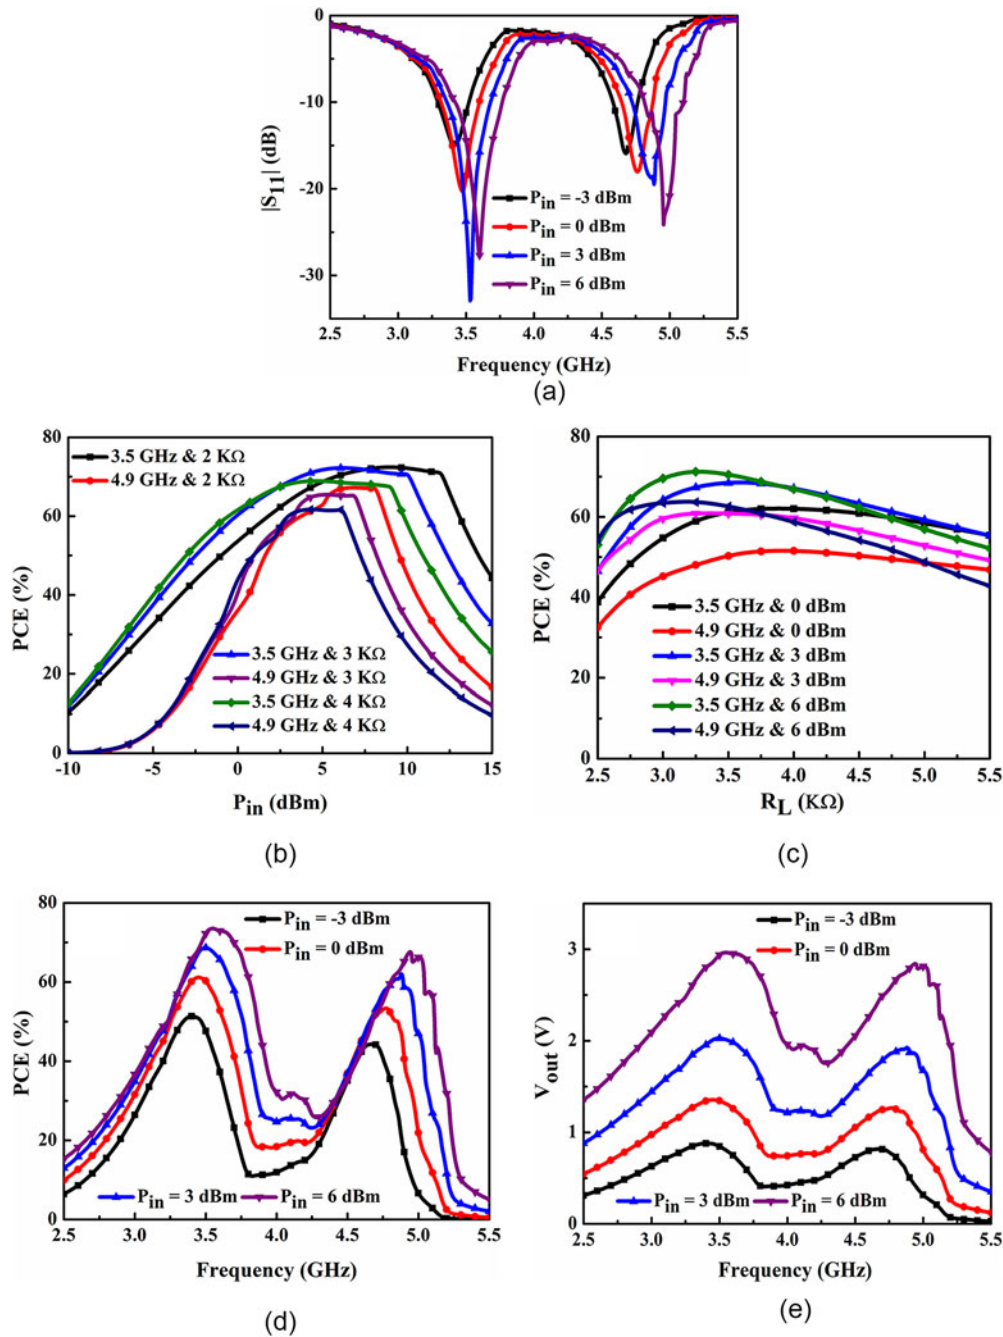 0
-10
-20
-30
|S11| (dB)
Pin = -3 dBm
Pin = 0 dBm
Pin = 3 dBm
Pin = 6 dBm
2.5 3.0 3.5 4.0 4.5 5.0 5.5
Frequency (GHz)
(a)
80
60
40
20
0
PCE (%)
3.5 GHz & 2 KΩ
4.9 GHz & 2 KΩ
3.5 GHz & 3 KΩ
4.9 GHz & 3 KΩ
3.5 GHz & 4 KΩ
4.9 GHz & 4 KΩ
-10 -5 0 5 10 15
Pin (dBm)
(b)
80
60
40
20
0
PCE (%)
3.5 GHz & 0 dBm
4.9 GHz & 0 dBm
3.5 GHz & 3 dBm
4.9 GHz & 3 dBm
3.5 GHz & 6 dBm
4.9 GHz & 6 dBm
2.5 3.0 3.5 4.0 4.5 5.0 5.5
RL (KΩ)
(c)
80
60
40
20
0
PCE (%)
Pin = -3 dBm
Pin = 0 dBm
Pin = 3 dBm
Pin = 6 dBm
2.5 3.0 3.5 4.0 4.5 5.0 5.5
Frequency (GHz)
(d)
3
2
1
0
Vout (V)
Pin = -3 dBm
Pin = 0 dBm
Pin = 3 dBm
Pin = 6 dBm
2.5 3.0 3.5 4.0 4.5 5.0 5.5
Frequency (GHz)
(e)